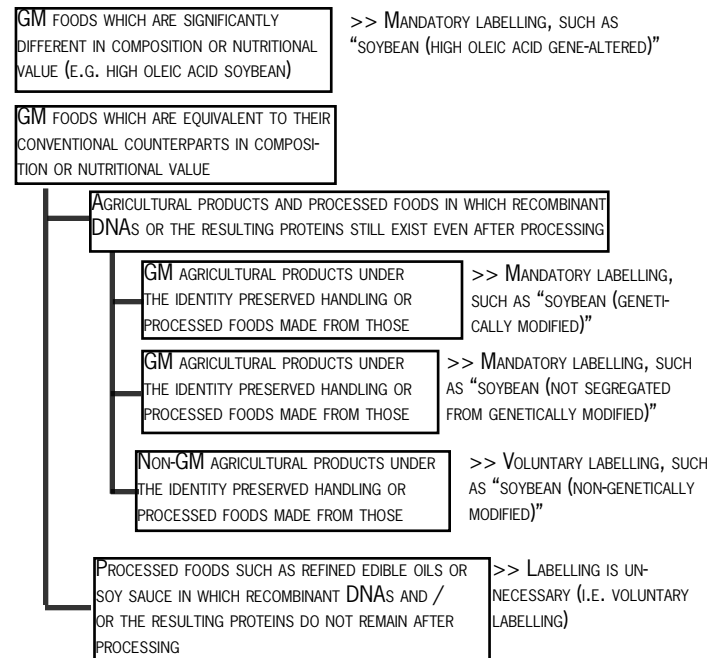 GM FOODS WHICH ARE SIGNIFICANTLY
DIFFERENT IN COMPOSITION OR NUTRITIONAL
VALUE (E.G. HIGH OLEIC ACID SOYBEAN)
>> MANDATORY LABELLING, SUCH AS
“SOYBEAN (HIGH OLEIC ACID GENE-ALTERED)”
GM FOODS WHICH ARE EQUIVALENT TO THEIR
CONVENTIONAL COUNTERPARTS IN COMPOSI-
TION OR NUTRITIONAL VALUE
AGRICULTURAL PRODUCTS AND PROCESSED FOODS IN WHICH RECOMBINANT
DNAS OR THE RESULTING PROTEINS STILL EXIST EVEN AFTER PROCESSING
GM AGRICULTURAL PRODUCTS UNDER
THE IDENTITY PRESERVED HANDLING OR
PROCESSED FOODS MADE FROM THOSE
>> MANDATORY LABELLING,
SUCH AS “SOYBEAN (GENETI-
CALLY MODIFIED)”
GM AGRICULTURAL PRODUCTS UNDER
THE IDENTITY PRESERVED HANDLING OR
PROCESSED FOODS MADE FROM THOSE
>> MANDATORY LABELLING, SUCH
AS “SOYBEAN (NOT SEGREGATED
FROM GENETICALLY MODIFIED)”
NON-GM AGRICULTURAL PRODUCTS UNDER
THE IDENTITY PRESERVED HANDLING OR
PROCESSED FOODS MADE FROM THOSE
>> VOLUNTARY LABELLING, SUCH
AS “SOYBEAN (NON-GENETICALLY
MODIFIED)”
PROCESSED FOODS SUCH AS REFINED EDIBLE OILS OR
SOY SAUCE IN WHICH RECOMBINANT DNAS AND /
OR THE RESULTING PROTEINS DO NOT REMAIN AFTER
PROCESSING
>> LABELLING IS UN-
NECESSARY (I.E. VOLUNTARY
LABELLING)